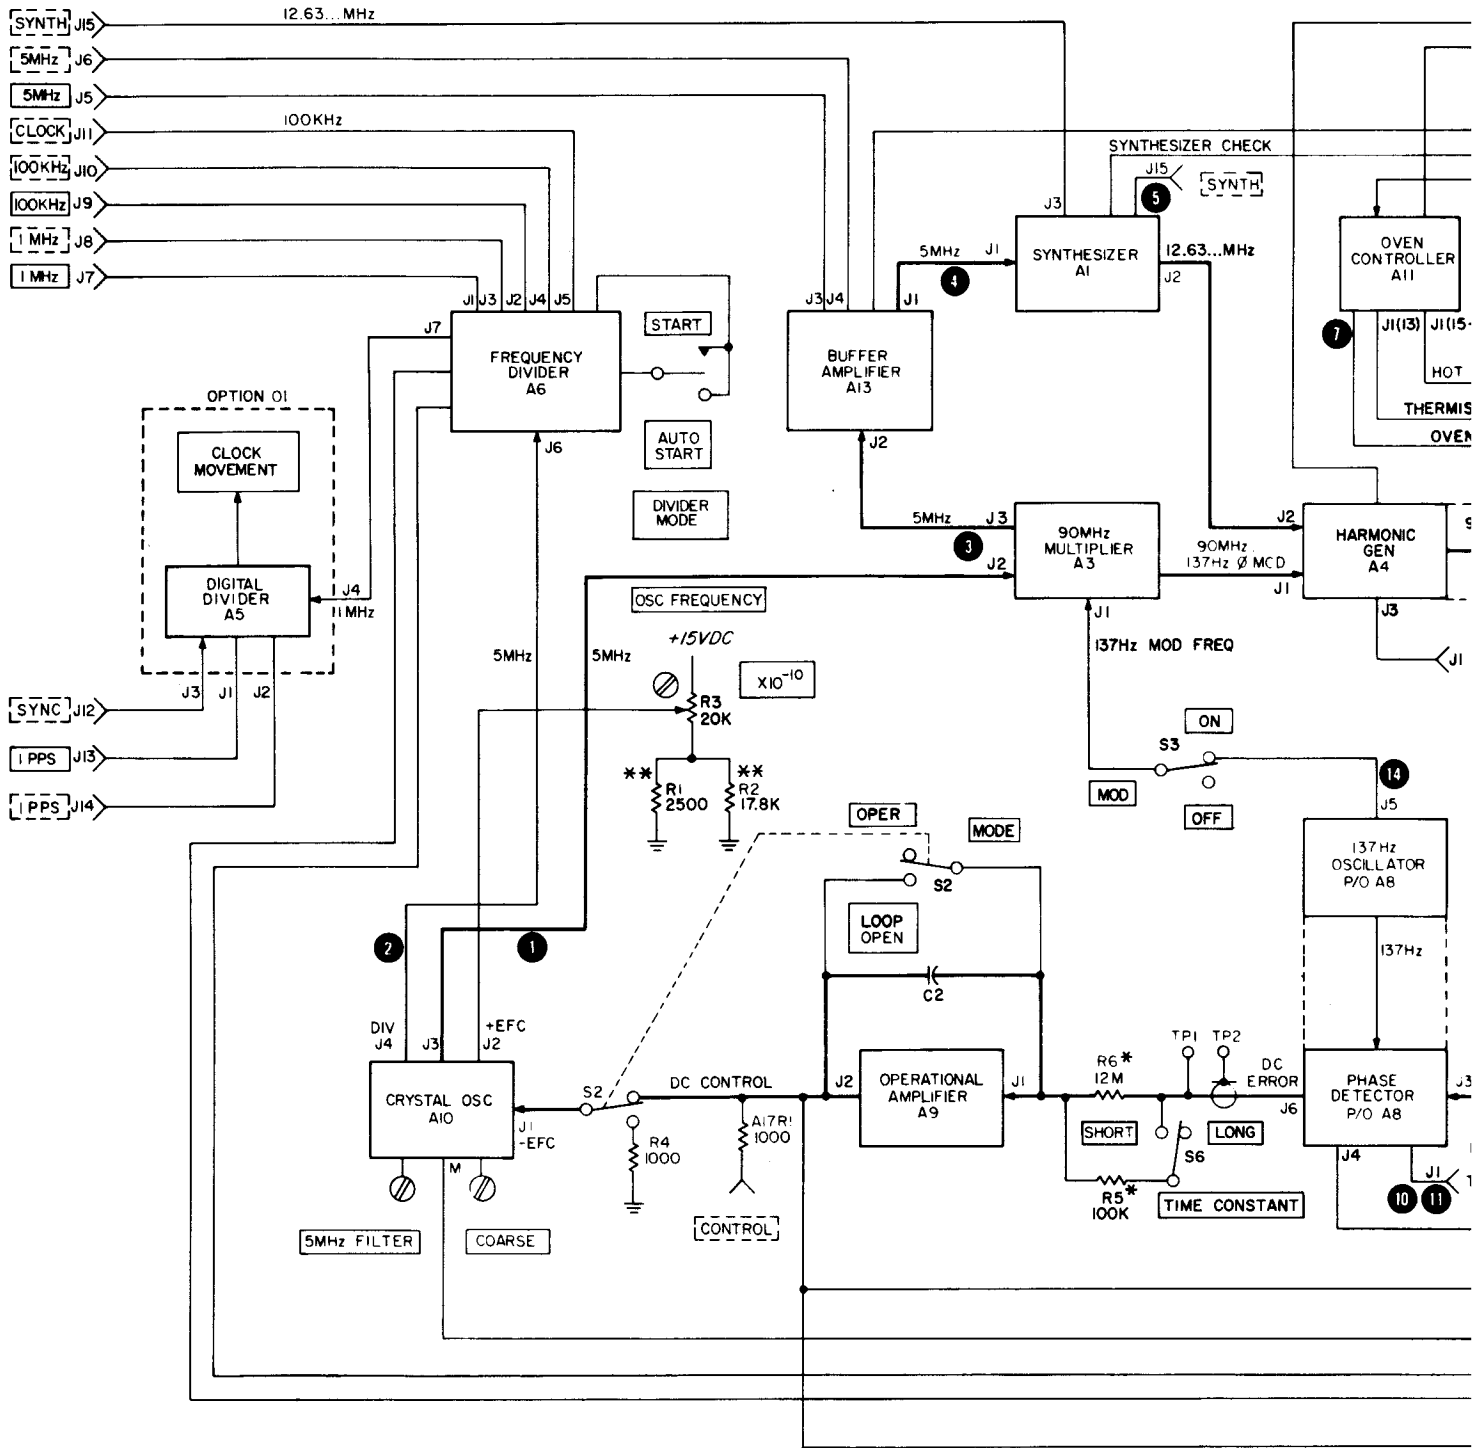 SYNTH J15
12.63...MHz
5MHz J6
5MHz J5
CLOCK J11
100KHz
100KHz J10
100KHz J9
1 MHz J8
1 MHz J7
SYNTHESIZER CHECK
J15
SYNTH
5
J3
SYNTHESIZER
A1
5MHz J1
4
12.63...MHz
J2
OVEN
CONTROLLER
A11
7
J1(13) J1(15-
HOT
THERMIS
OVEN
J1 J3 J2 J4 J5
J7
FREQUENCY
DIVIDER
A6
J6
START
AUTO
START
DIVIDER
MODE
J3 J4 J1
BUFFER
AMPLIFIER
A13
J2
OPTION 01
CLOCK
MOVEMENT
DIGITAL
DIVIDER
A5
J4
1 MHz
J3 J1 J2
SYNC J12
1 PPS J13
1 PPS J14
5MHz J3
3
J2
90MHz
MULTIPLIER
A3
J1
90MHz
137Hz Ø MCD
J2
J1
HARMONIC
GEN
A4
J3
J1
137Hz MOD FREQ
OSC FREQUENCY
+15VDC
X10-10
R3
20K
** R1
2500
** R2
17.8K
5MHz
5MHz
ON
S3
MOD
OFF
14
J5
137Hz
OSCILLATOR
P/O A8
137Hz
OPER
MODE
S2
LOOP
OPEN
C2
2
1
DIV
J4
J3
+EFC
J2
CRYSTAL OSC
A10
J1
-EFC
M
5MHz FILTER
COARSE
S2
R4
1000
DC CONTROL
A17R1
1000
CONTROL
J2
OPERATIONAL
AMPLIFIER
A9
J1
R6*
12M
TP1 TP2
DC
ERROR
J6
SHORT
LONG
S6
R5*
100K
TIME CONSTANT
PHASE
DETECTOR
P/O A8
J3
J4
J1
10 11